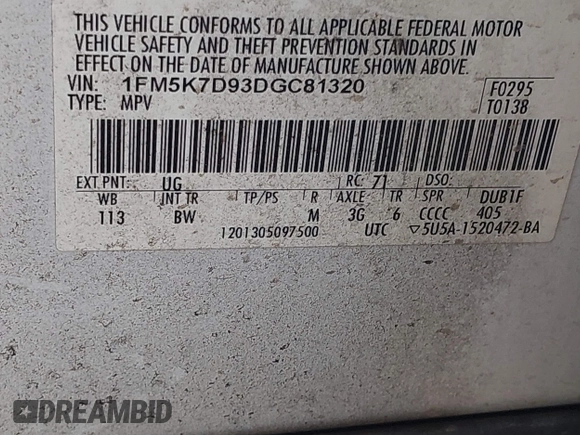 THIS VEHICLE CONFORMS TO ALL APPLICABLE FEDERAL MOTOR
VEHICLE SAFETY AND THEFT PREVENTION STANDARDS IN
EFFECT ON THE DATE OF MANUFACTURE SHOWN ABOVE.
VIN: 1FM5K7D93DGC81320
TYPE: MPV
F0295
T0138
EXT PNT: UG RC: 71 DSO:
WB INT TR TP/PS R AXLE TR SPR DUB1F
113 BW M 3G 6 CCCC 405
1201305097500 UTC ▽5U5A-1520472-BA
DREAMBID